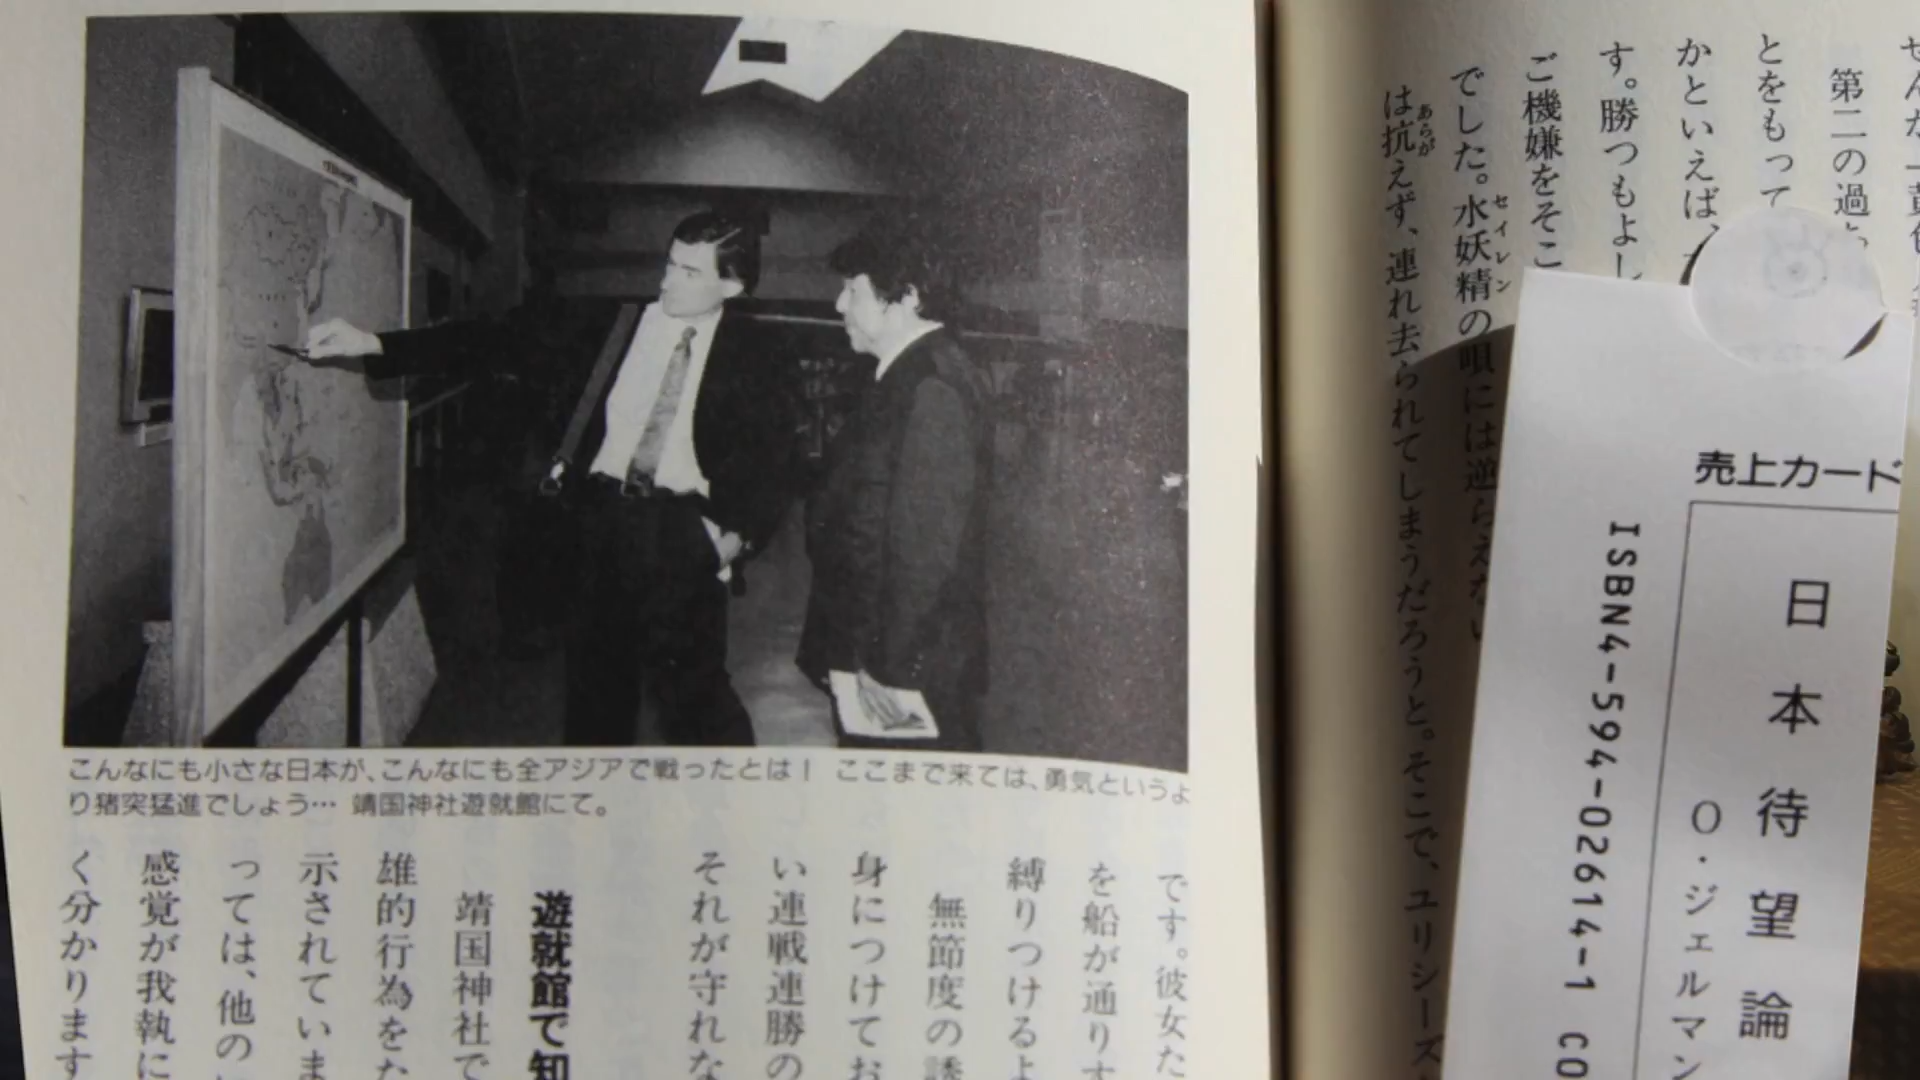 せんか一
第二の過
とをもって
かといえば、
す。勝つもよし
ご機嫌をそこ
でした。水妖精の唄には逆らえない
セイレン
は抗えず、連れ去られてしまうだろうと。そこで、ユリシーズ
あらが
売上カード
日本待望論
O・ジェルマン
ISBN4-594-02614-1 C0
こんなにも小さな日本が、こんなにも全アジアで戦ったとは! ここまで来ては、勇気というよ
り猪突猛進でしょう… 靖国神社遊就館にて。
です。彼女た
を船が通りす
縛りつけるよ
無節度の誘
身につけてお
い連戦連勝の
それが守れな
遊就館で知
靖国神社で
雄的行為をた
示されていま
っては、他の
感覚が我執に
く分かります